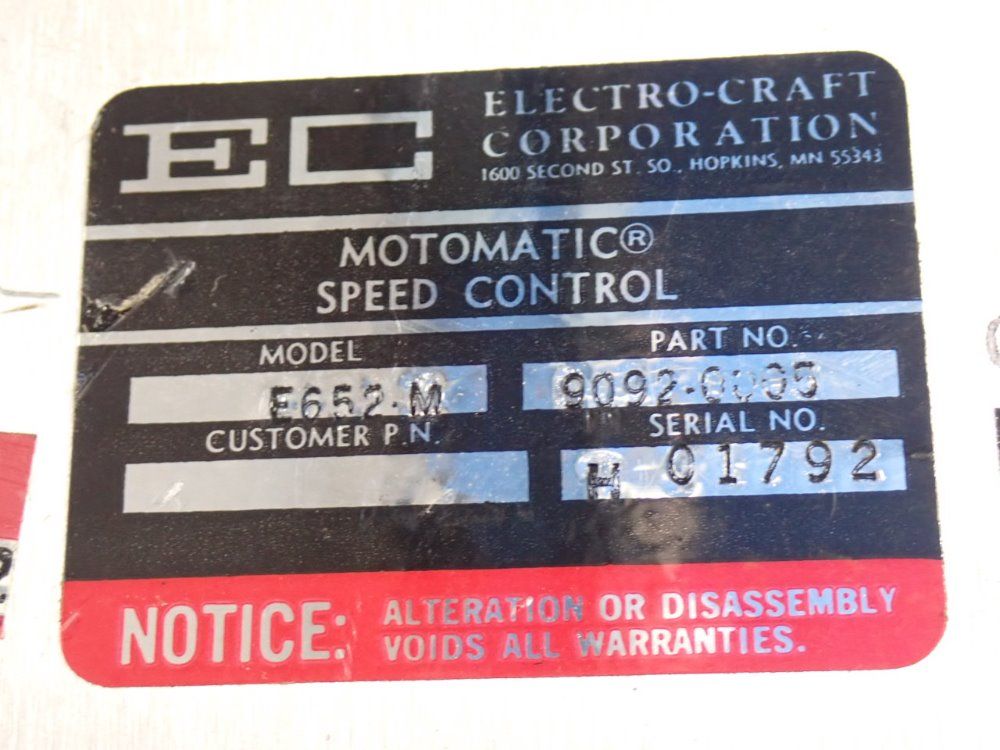 EC
ELECTRO-CRAFT
CORPORATION
1600 SECOND ST. SO., HOPKINS, MN 55343
MOTOMATIC®
SPEED CONTROL
MODEL
E652-M
PART NO.
CUSTOMER P.N.
SERIAL NO.
H 01792
NOTICE:
ALTERATION OR DISASSEMBLY
VOIDS ALL WARRANTIES.